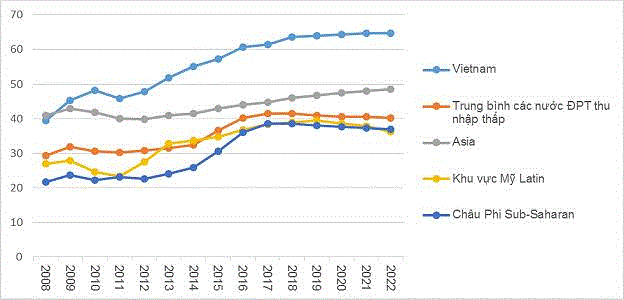 70
60
50
40
30
20
10
0
2008 2009 2010 2011 2012 2013 2014 2015 2016 2017 2018 2019 2020 2021 2022
Vietnam
Trung bình các nước ĐPT thu
nhập thấp
Asia
Khu vực Mỹ Latin
Châu Phi Sub-Saharan